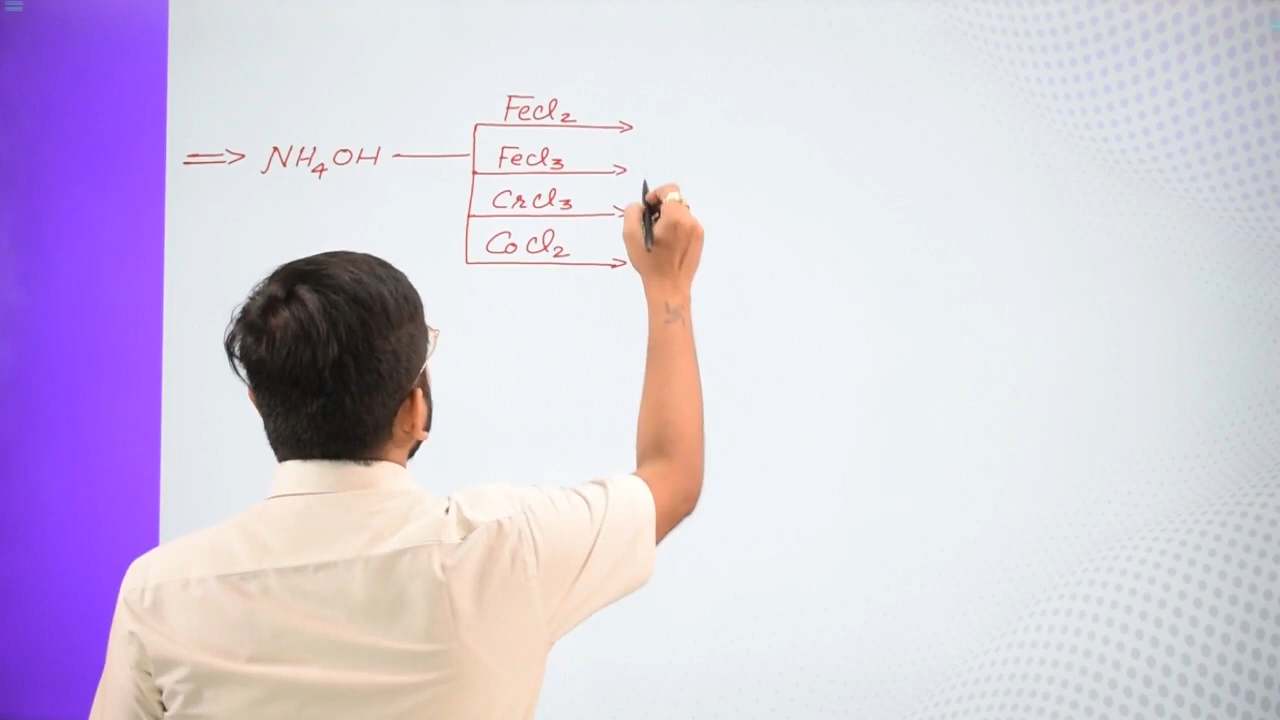 FeCl₂
⇒ NH₄OH
FeCl₃
CrCl₃
CoCl₂